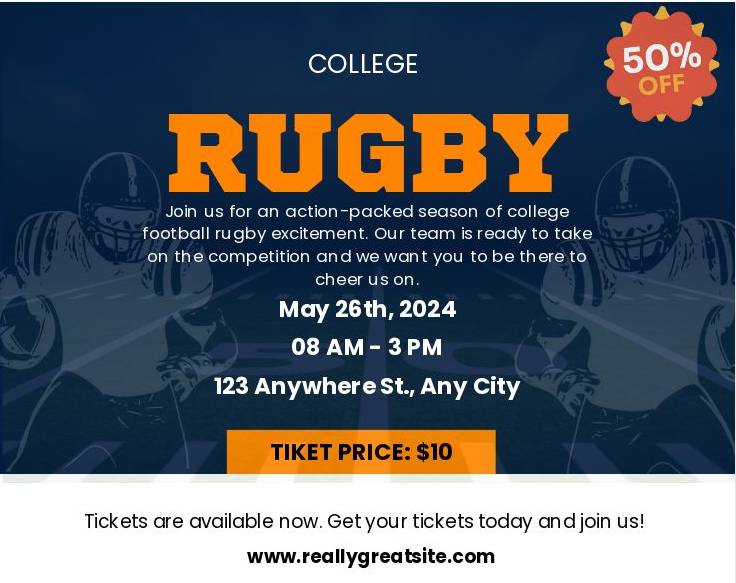 50%
OFF
COLLEGE
RUGBY
Join us for an action-packed season of college
football rugby excitement. Our team is ready to take
on the competition and we want you to be there to
cheer us on.
May 26th, 2024
08 AM - 3 PM
123 Anywhere St., Any City
TIKET PRICE: $10
Tickets are available now. Get your tickets today and join us!
www.reallygreatsite.com